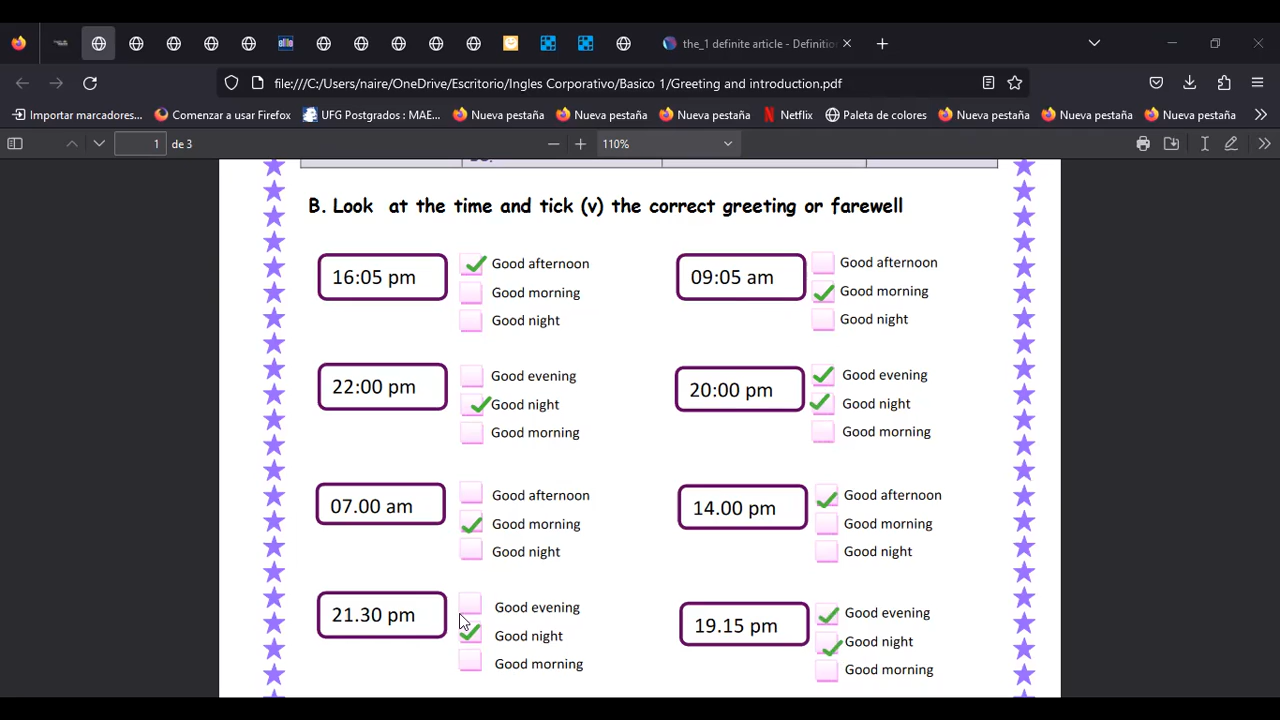 elllo
the_1 definite article - Definition
file:///C:/Users/naire/OneDrive/Escritorio/Ingles Corporativo/Basico 1/Greeting and introduction.pdf
Importar marcadores...
Comenzar a usar Firefox
UFG Postgrados : MAE...
Nueva pestaña
Nueva pestaña
Nueva pestaña
Netflix
Paleta de colores
Nueva pestaña
Nueva pestaña
Nueva pestaña
1 de 3
110%
B. Look at the time and tick (v) the correct greeting or farewell
16:05 pm
Good afternoon
Good morning
Good night
09:05 am
Good afternoon
Good morning
Good night
22:00 pm
Good evening
Good night
Good morning
20:00 pm
Good evening
Good night
Good morning
07.00 am
Good afternoon
Good morning
Good night
14.00 pm
Good afternoon
Good morning
Good night
21.30 pm
Good evening
Good night
Good morning
19.15 pm
Good evening
Good night
Good morning